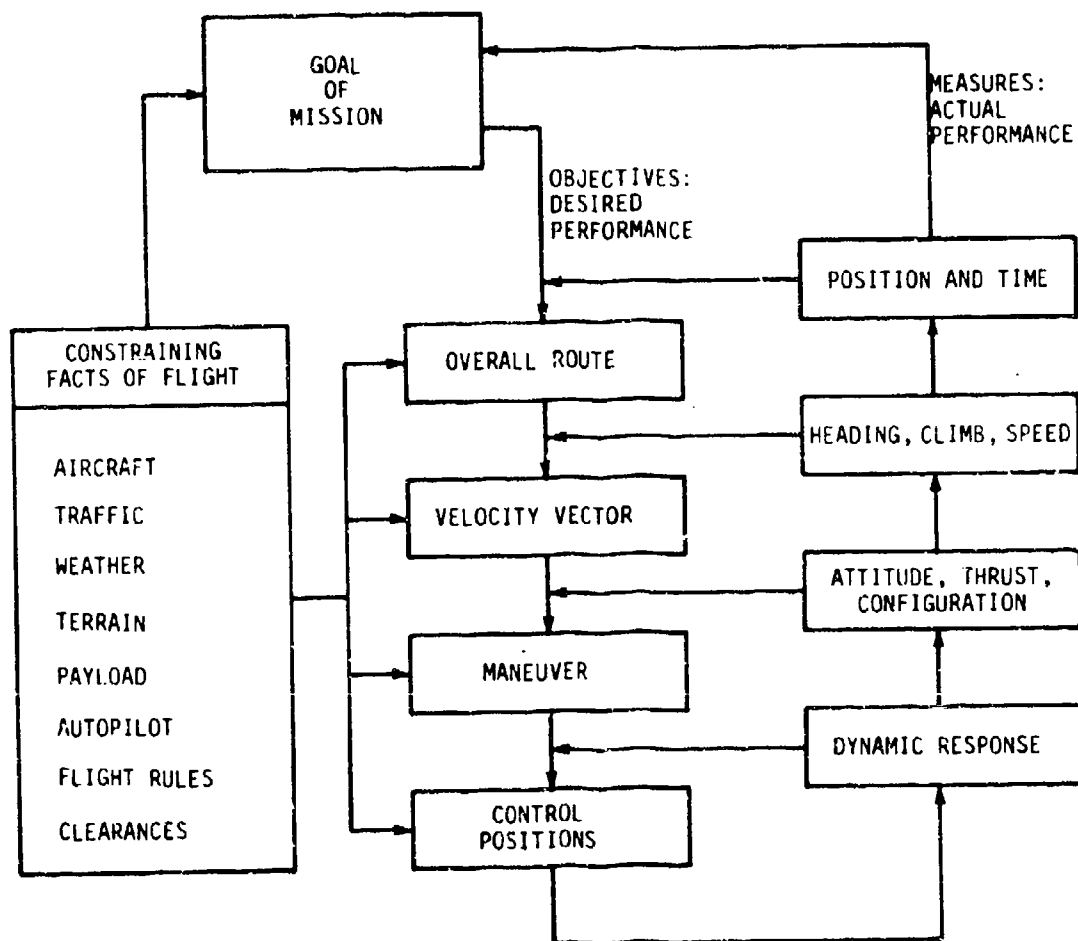 GOAL
OF
MISSION
MEASURES:
ACTUAL
PERFORMANCE
OBJECTIVES:
DESIRED
PERFORMANCE
POSITION AND TIME
CONSTRAINING
FACTS OF FLIGHT
OVERALL ROUTE
HEADING, CLIMB, SPEED
AIRCRAFT
TRAFFIC
WEATHER
TERRAIN
PAYLOAD
AUTOPILOT
FLIGHT RULES
CLEARANCES
VELOCITY VECTOR
ATTITUDE, THRUST,
CONFIGURATION
MANEUVER
DYNAMIC RESPONSE
CONTROL
POSITIONS